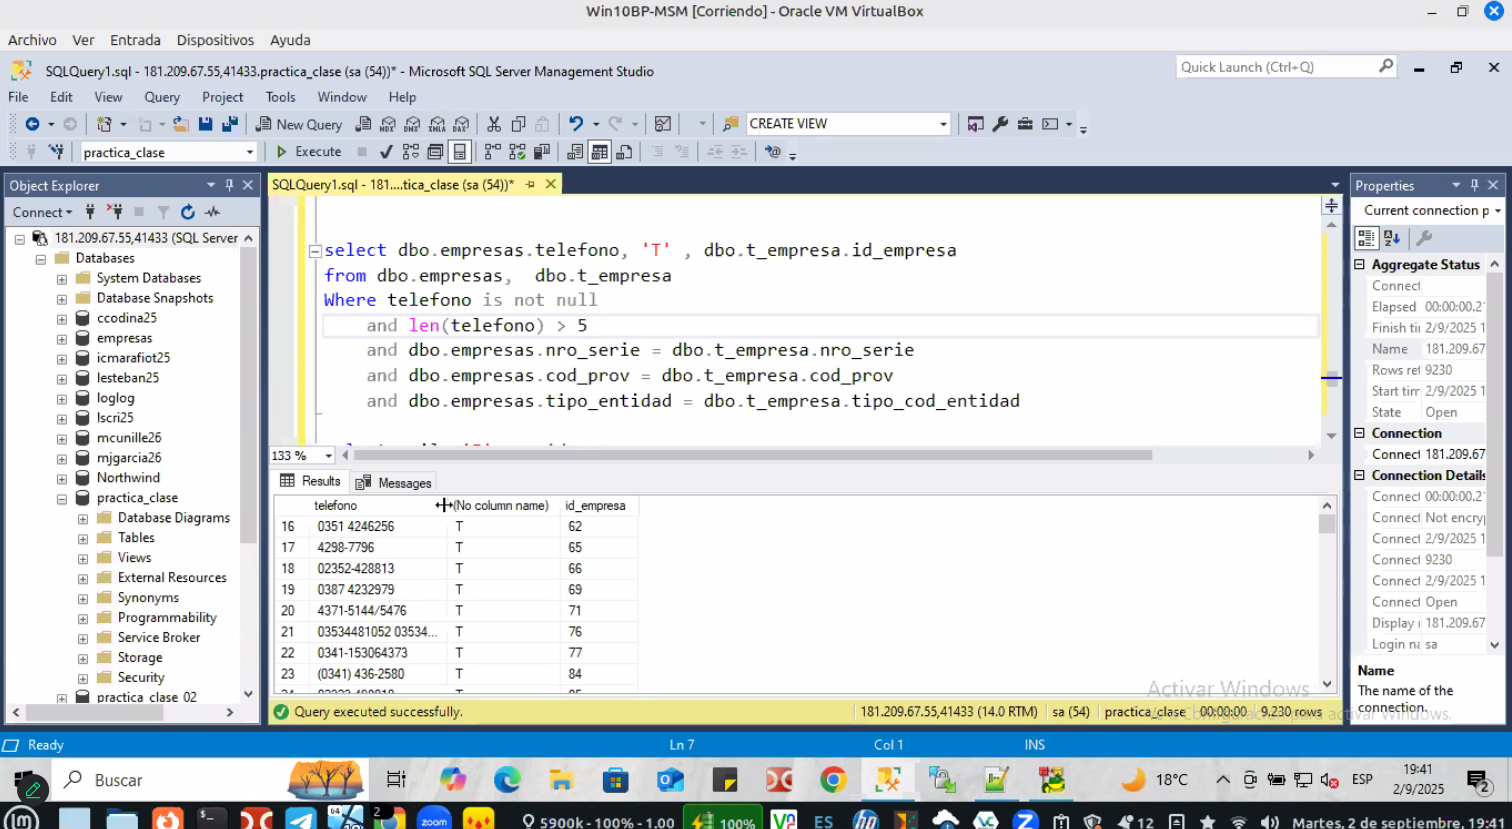 Win10BP-MSM [Corriendo] - Oracle VM VirtualBox
Archivo Ver Entrada Dispositivos Ayuda
SQLQuery1.sql - 181.209.67.55,41433.practica_clase (sa (54))* - Microsoft SQL Server Management Studio
Quick Launch (Ctrl+Q)
File Edit View Query Project Tools Window Help
New Query
MDX DMX XMLA DAX
CREATE VIEW
practica_clase
Execute
Object Explorer
SQLQuery1.sql - 181....tica_clase (sa (54))*
Properties
Connect
Current connection p
181.209.67.55,41433 (SQL Server
Databases
System Databases
Database Snapshots
ccodina25
empresas
icmarafiot25
lesteban25
loglog
lscri25
mcunille26
mjgarcia26
Northwind
practica_clase
Database Diagrams
Tables
Views
External Resources
Synonyms
Programmability
Service Broker
Storage
Security
practica_clase_02
select dbo.empresas.telefono, 'T' , dbo.t_empresa.id_empresa
from dbo.empresas, dbo.t_empresa
Where telefono is not null
and len(telefono) > 5
and dbo.empresas.nro_serie = dbo.t_empresa.nro_serie
and dbo.empresas.cod_prov = dbo.t_empresa.cod_prov
and dbo.empresas.tipo_entidad = dbo.t_empresa.tipo_cod_entidad
133 %
Results Messages
telefono (No column name) id_empresa
16 0351 4246256 T 62
17 4298-7796 T 65
18 02352-428813 T 66
19 0387 4232979 T 69
20 4371-5144/5476 T 71
21 03534481052 03534... T 76
22 0341-153064373 T 77
23 (0341) 436-2580 T 84
Aggregate Status
Connect
Elapsed 00:00:00.2
Finish ti 2/9/2025 1
Name 181.209.67
Rows ret 9230
Start tim 2/9/2025 1
State Open
Connection
Connect 181.209.67
Connection Details
Connect 00:00:00.2
Connect Not encry
Connect 2/9/2025 1
Connect 9230
Connect 2/9/2025 1
Connect Open
Display 181.209.67
Login na sa
Name
The name of the
connection.
Activar Windows
Query executed successfully.
181.209.67.55,41433 (14.0 RTM) sa (54) practica_clase 00:00:00 9.230 rows
Ready Ln 7 Col 1 INS
Buscar
18°C
ESP
19:41
2/9/2025
2
64
2
zoom
5900k - 100% - 1.00
100%
ES
hp
12
Martes, 2 de septiembre, 19:41